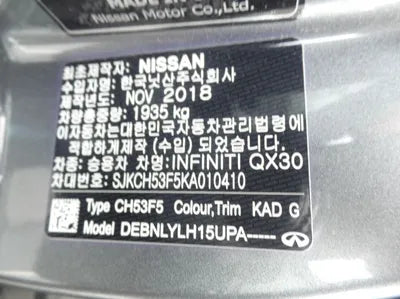 MADE IN
Nissan Motor Co.,Ltd.
최초제작자: NISSAN
수입자명: 한국닛산주식회사
제작년도: NOV 2018
차량총중량: 1935 kg
이 자동차는대한민국자동차관리법령에
적합하게 제작 (수입) 되었습니다.
차종: 승용차 차명:INFINITI QX30
차대번호: SJKCH53F5KA010410
Type CH53F5 Colour,Trim KAD G
Model DEBNLYLH15UPA-----
INFINITI